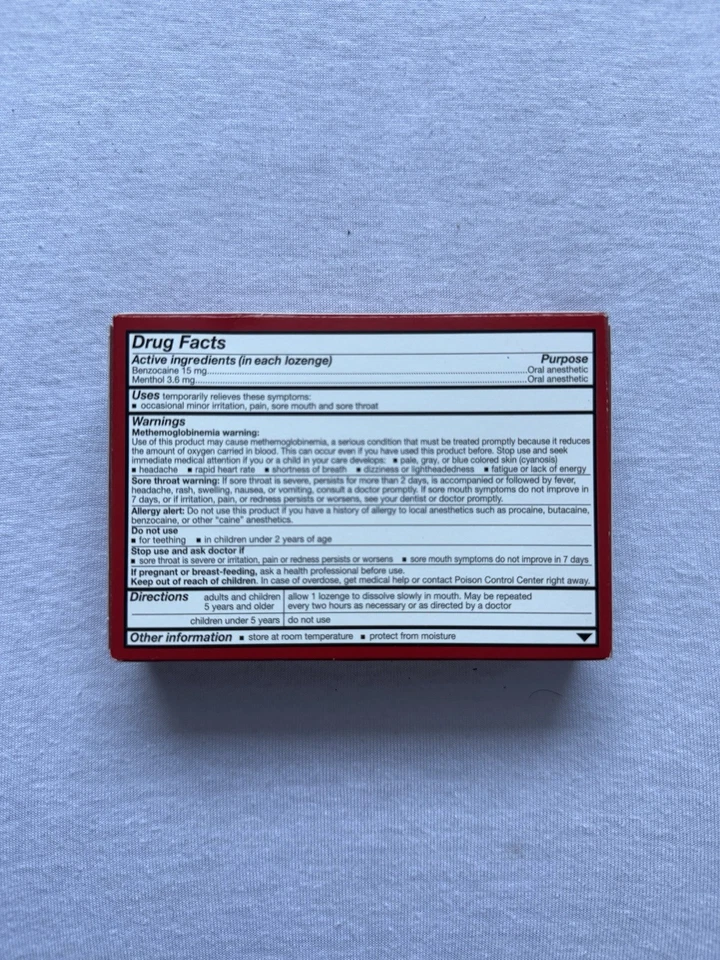 Drug Facts
Active ingredients (in each lozenge) Purpose
Benzocaine 15 mg Oral anesthetic
Menthol 3.6 mg Oral anesthetic
Uses temporarily relieves these symptoms:
■ occasional minor irritation, pain, sore mouth and sore throat
Warnings
Methemoglobinemia warning:
Use of this product may cause methemoglobinemia, a serious condition that must be treated promptly because it reduces
the amount of oxygen carried in blood. This can occur even if you have used this product before. Stop use and seek
immediate medical attention if you or a child in your care develops: ■ pale, gray, or blue colored skin (cyanosis)
■ headache ■ rapid heart rate ■ shortness of breath ■ dizziness or lightheadedness ■ fatigue or lack of energy
Sore throat warning: If sore throat is severe, persists for more than 2 days, is accompanied or followed by fever,
headache, rash, swelling, nausea, or vomiting, consult a doctor promptly. If sore mouth symptoms do not improve in
7 days, or if irritation, pain, or redness persists or worsens, see your dentist or doctor promptly.
Allergy alert: Do not use this product if you have a history of allergy to local anesthetics such as procaine, butacaine,
benzocaine, or other "caine" anesthetics.
Do not use
■ for teething ■ in children under 2 years of age
Stop use and ask doctor if
■ sore throat is severe or irritation, pain or redness persists or worsens ■ sore mouth symptoms do not improve in 7 days
If pregnant or breast-feeding, ask a health professional before use.
Keep out of reach of children. In case of overdose, get medical help or contact Poison Control Center right away.
Directions adults and children allow 1 lozenge to dissolve slowly in mouth. May be repeated
5 years and older every two hours as necessary or as directed by a doctor
children under 5 years do not use
Other information ■ store at room temperature ■ protect from moisture